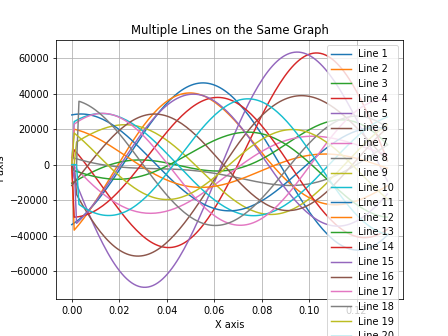 Multiple Lines on the Same Graph
60000
40000
20000
0
−20000
−40000
−60000
0.00
0.02
0.04
0.06
0.08
0.10
X axis
Line 1
Line 2
Line 3
Line 4
Line 5
Line 6
Line 7
Line 8
Line 9
Line 10
Line 11
Line 12
Line 13
Line 14
Line 15
Line 16
Line 17
Line 18
Line 19
Line 20